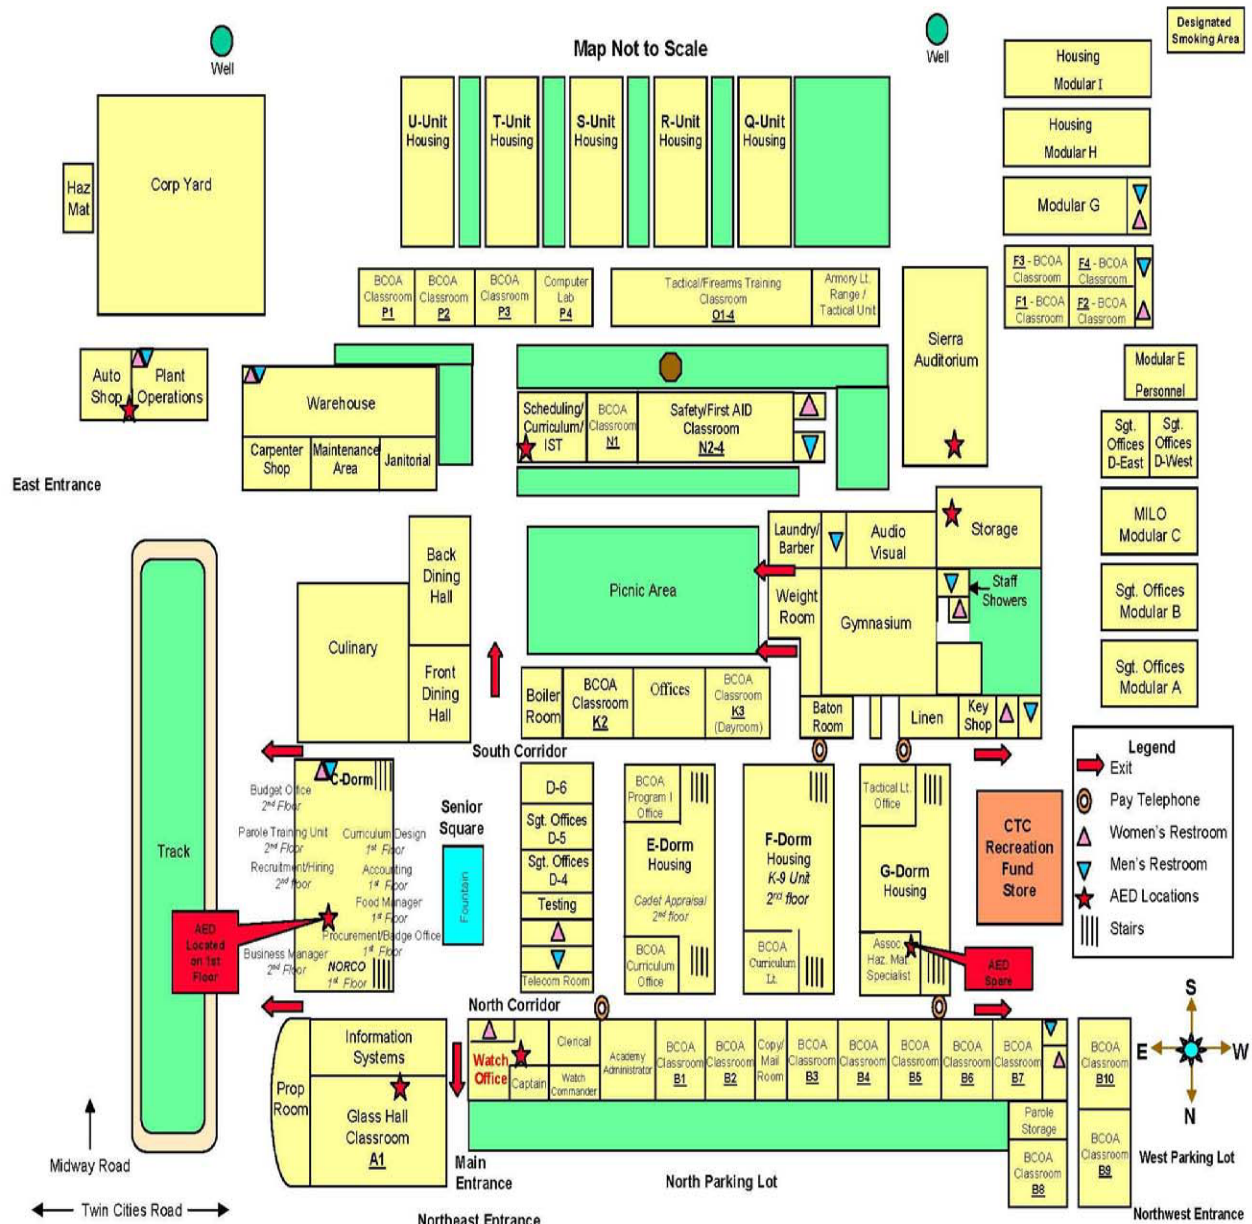 Designated
Smoking Area
Map Not to Scale
Well
Well
Housing
Modular I
Housing
Modular H
Modular G
F3 - BCOA
Classroom
F4 - BCOA
Classroom
F1 - BCOA
Classroom
F2 - BCOA
Classroom
Haz
Mat
Corp Yard
U-Unit
Housing
T-Unit
Housing
S-Unit
Housing
R-Unit
Housing
Q-Unit
Housing
BCOA
Classroom
P1
BCOA
Classroom
P2
BCOA
Classroom
P3
Computer
Lab
P4
Tactical/Firearms Training
Classroom
O1-4
Armory Lt.
Range /
Tactical Unit
Sierra
Auditorium
Modular E
Personnel
Auto
Shop
Plant
Operations
Warehouse
Carpenter
Shop
Maintenance
Area
Janitorial
Scheduling/
Curriculum/
IST
BCOA
Classroom
N1
Safety/First AID
Classroom
N2-4
Sgt.
Offices
D-East
Sgt.
Offices
D-West
East Entrance
MILO
Modular C
Sgt. Offices
Modular B
Sgt. Offices
Modular A
Back
Dining
Hall
Culinary
Front
Dining
Hall
Picnic Area
Laundry/
Barber
Audio
Visual
Storage
Weight
Room
Gymnasium
Staff
Showers
Boiler
Room
BCOA
Classroom
K2
Offices
BCOA
Classroom
K3
(Dayroom)
Baton
Room
Linen
Key
Shop
South Corridor
Legend
Exit
Pay Telephone
Women's Restroom
Men's Restroom
AED Locations
Stairs
Track
C-Dorm
Budget Office
2nd Floor
Parole Training Unit
2nd Floor
Curriculum Design
1st Floor
Recruitment/Hiring
2nd floor
Accounting
1st Floor
Food Manager
1st Floor
Procurement/Badge Office
1st Floor
Business Manager
2nd Floor
NORCO
1st Floor
AED
Located
on 1st
Floor
Senior
Square
Fountain
D-6
Sgt. Offices
D-5
Sgt. Offices
D-4
Testing
Telecom Room
BCOA
Program I
Office
E-Dorm
Housing
Cadet Appraisal
2nd floor
BCOA
Curriculum
Office
F-Dorm
Housing
K-9 Unit
2nd floor
BCOA
Curriculum
Lt.
Tactical Lt.
Office
G-Dorm
Housing
Assoc.
Haz. Mat.
Specialist
AED
Spare
CTC
Recreation
Fund
Store
North Corridor
Prop
Room
Information
Systems
Glass Hall
Classroom
A1
Watch
Office
Captain
Clerical
Watch
Commander
Academy
Administrator
BCOA
Classroom
B1
BCOA
Classroom
B2
Copy/
Mail
Room
BCOA
Classroom
B3
BCOA
Classroom
B4
BCOA
Classroom
B5
BCOA
Classroom
B6
BCOA
Classroom
B7
BCOA
Classroom
B10
Parole
Storage
BCOA
Classroom
B8
BCOA
Classroom
B9
S
E
W
N
Main
Entrance
North Parking Lot
West Parking Lot
Midway Road
Twin Cities Road
Northeast Entrance
Northwest Entrance